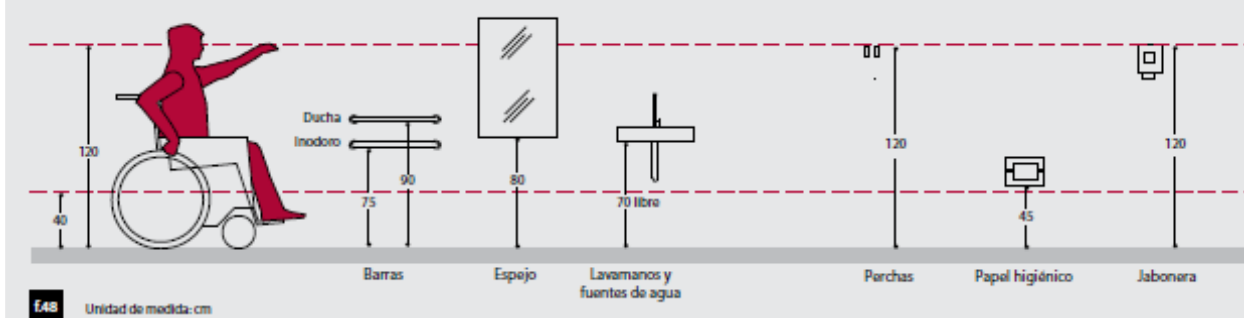 Ducha
Inodoro
120
40
75
90
80
70 libre
120
45
120
Barras
Espejo
Lavamanos y
fuentes de agua
Perchas
Papel higiénico
Jabonera
f.48
Unidad de medida: cm